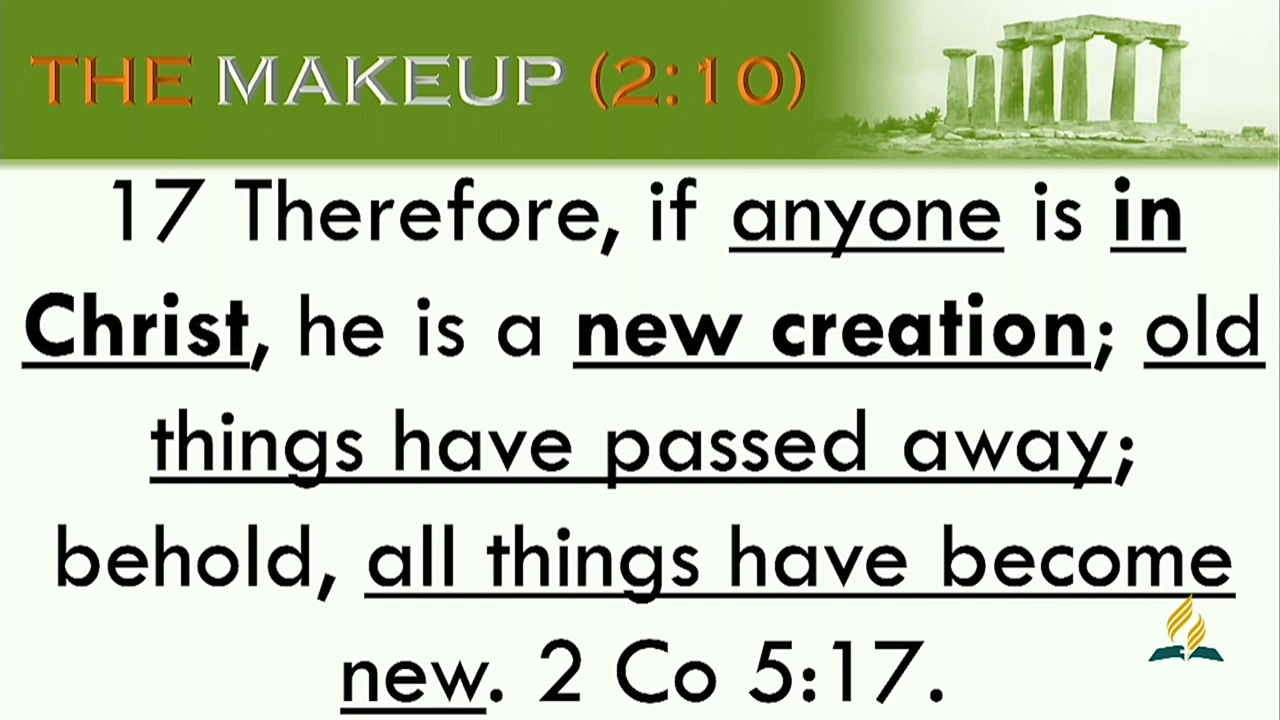 THE MAKEUP (2:10)
17 Therefore, if anyone is in
Christ, he is a new creation; old
things have passed away;
behold, all things have become
new. 2 Co 5:17.